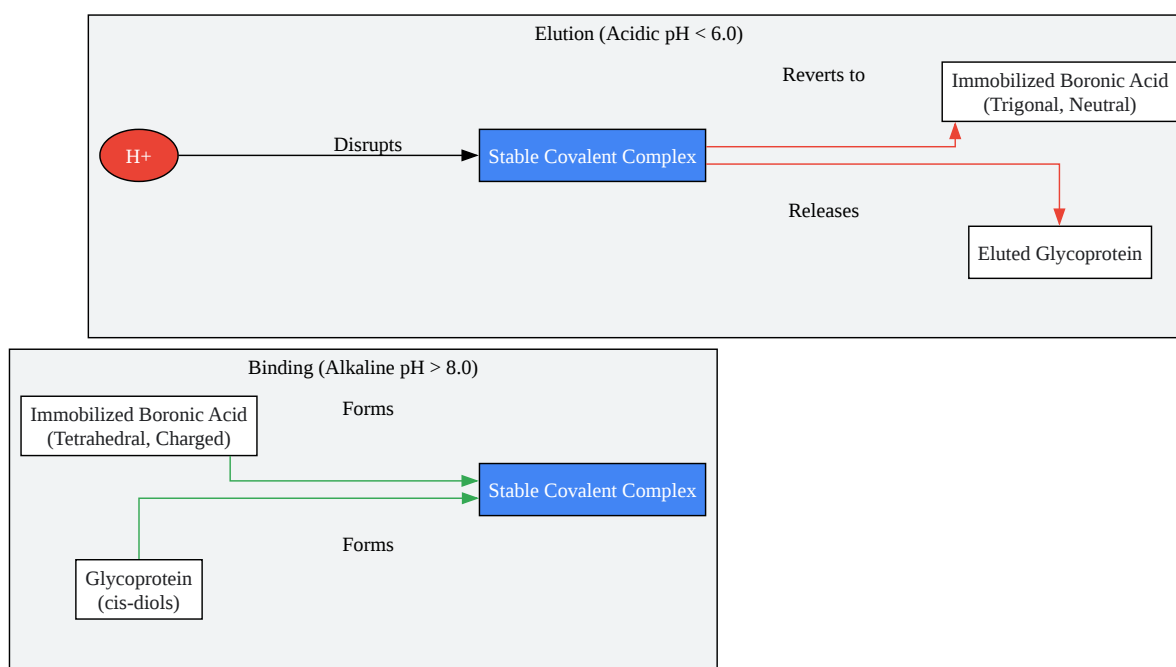 Elution (Acidic pH < 6.0)
Reverts to
Immobilized Boronic Acid
(Trigonal, Neutral)
H+
Disrupts
Stable Covalent Complex
Releases
Eluted Glycoprotein
Binding (Alkaline pH > 8.0)
Immobilized Boronic Acid
(Tetrahedral, Charged)
Forms
Stable Covalent Complex
Forms
Glycoprotein
(cis-diols)